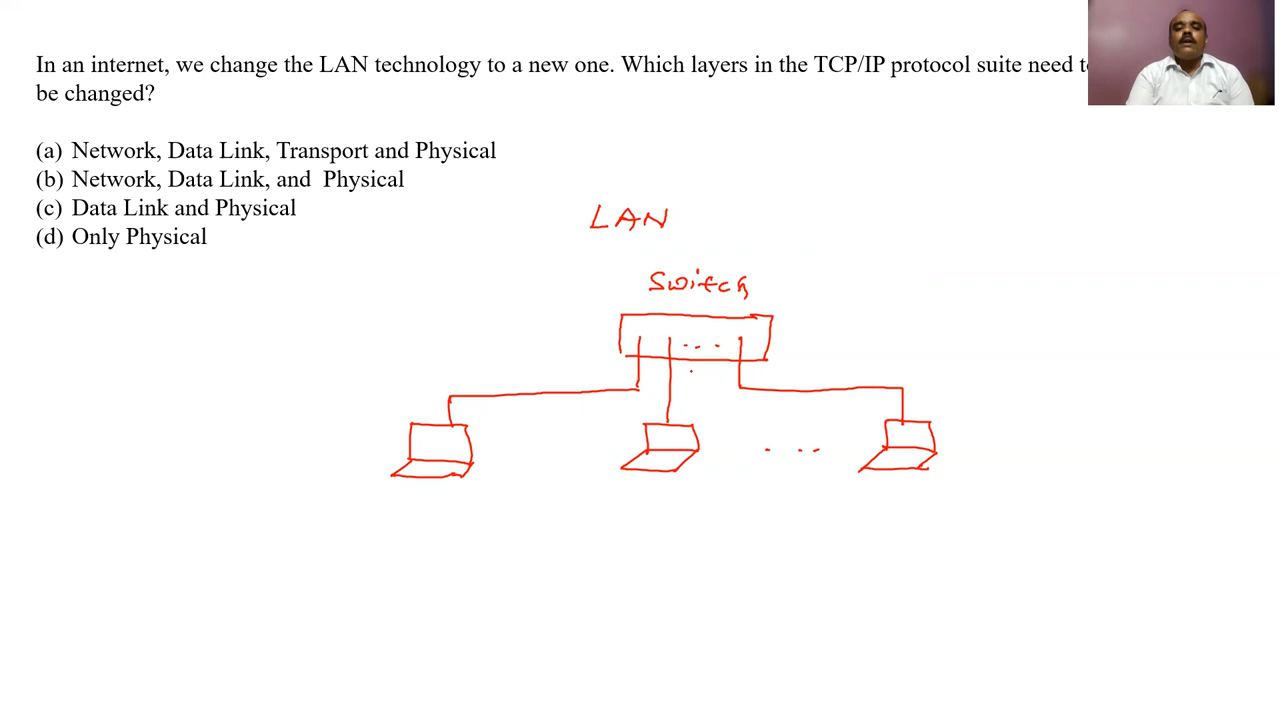 In an internet, we change the LAN technology to a new one. Which layers in the TCP/IP protocol suite need to
be changed?
(a) Network, Data Link, Transport and Physical
(b) Network, Data Link, and Physical
(c) Data Link and Physical
(d) Only Physical
LAN
Switch